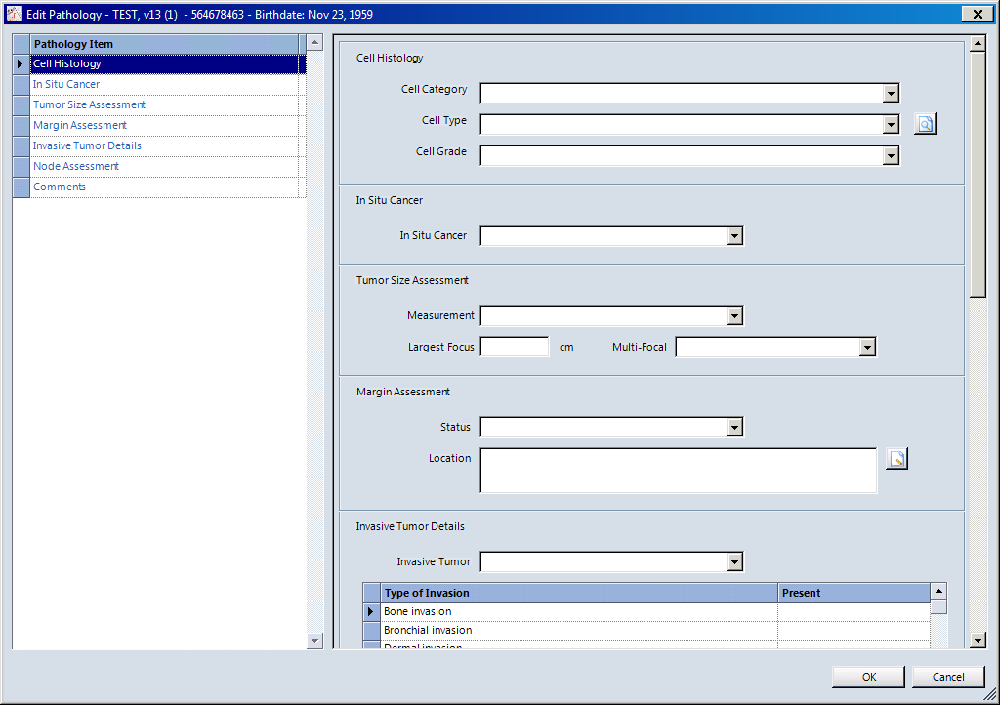 Edit Pathology - TEST, v13 (1) - 564678463 - Birthdate: Nov 23, 1959
Pathology Item
Cell Histology
In Situ Cancer
Tumor Size Assessment
Margin Assessment
Invasive Tumor Details
Node Assessment
Comments
Cell Histology
Cell Category
Cell Type
Cell Grade
In Situ Cancer
In Situ Cancer
Tumor Size Assessment
Measurement
Largest Focus cm Multi-Focal
Margin Assessment
Status
Location
Invasive Tumor Details
Invasive Tumor
Type of Invasion Present
Bone invasion
Bronchial invasion
Dermal invasion
OK Cancel